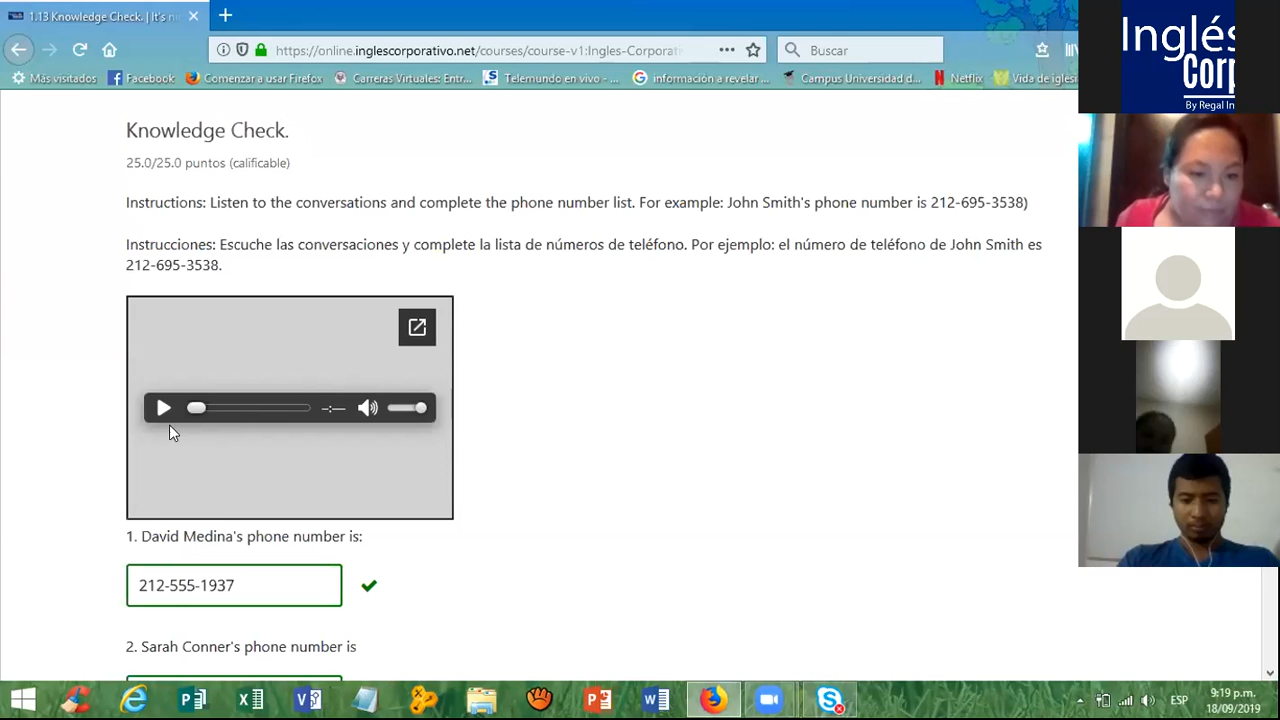 1.13 Knowledge Check. | It's n
https://online.inglescorporativo.net/courses/course-v1:Ingles-Corporat
Buscar
Más visitados
Facebook
Comenzar a usar Firefox
Carreras Virtuales: Entr...
Telemundo en vivo - ...
información a revelar ...
Campus Universidad d...
Netflix
Vida de iglesi
Inglés
Corp
By Regal In
Knowledge Check.
25.0/25.0 puntos (calificable)
Instructions: Listen to the conversations and complete the phone number list. For example: John Smith's phone number is 212-695-3538)
Instrucciones: Escuche las conversaciones y complete la lista de números de teléfono. Por ejemplo: el número de teléfono de John Smith es
212-695-3538.
-:--
1. David Medina's phone number is:
212-555-1937
2. Sarah Conner's phone number is
ESP
9:19 p.m.
18/09/2019